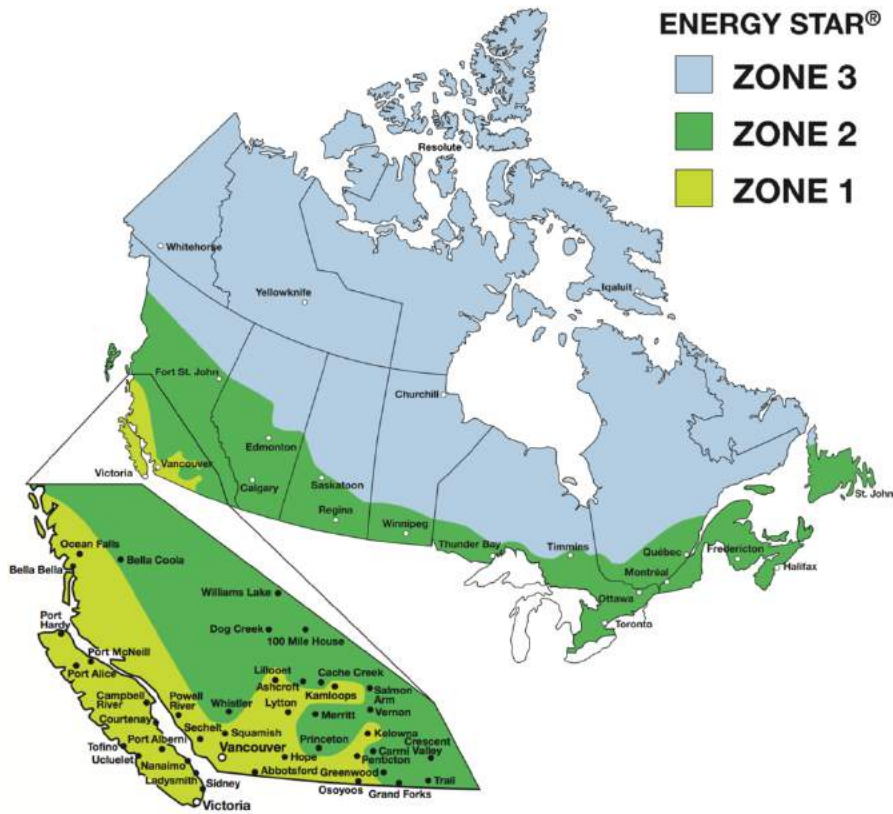 ENERGY STAR®
ZONE 3
ZONE 2
ZONE 1
Resolute
Whitehorse
Yellowknife
Iqaluit
Fort St. John
Churchill
Edmonton
Saskatoon
Victoria
Vancouver
Calgary
Regina
Winnipeg
Thunder Bay
Timmins
Québec
Fredericton
St. John
Montréal
Halifax
Ottawa
Toronto
Ocean Falls
Bella Coola
Bella Bella
Williams Lake
Port
Hardy
Dog Creek
100 Mile House
Port McNeill
Port Alice
Lillooet
Cache Creek
Ashcroft
Kamloops
Salmon
Arm
Campbell
River
Powell
River
Whistler
Lytton
Merritt
Vernon
Courtenay
Sechelt
Squamish
Kelowna
Port Alberni
Princeton
Crescent
Valley
Tofino
Vancouver
Carmi
Ucluelet
Hope
Penticton
Nanaimo
Abbotsford
Greenwood
Ladysmith
Sidney
Osoyoos
Trail
Grand Forks
Victoria